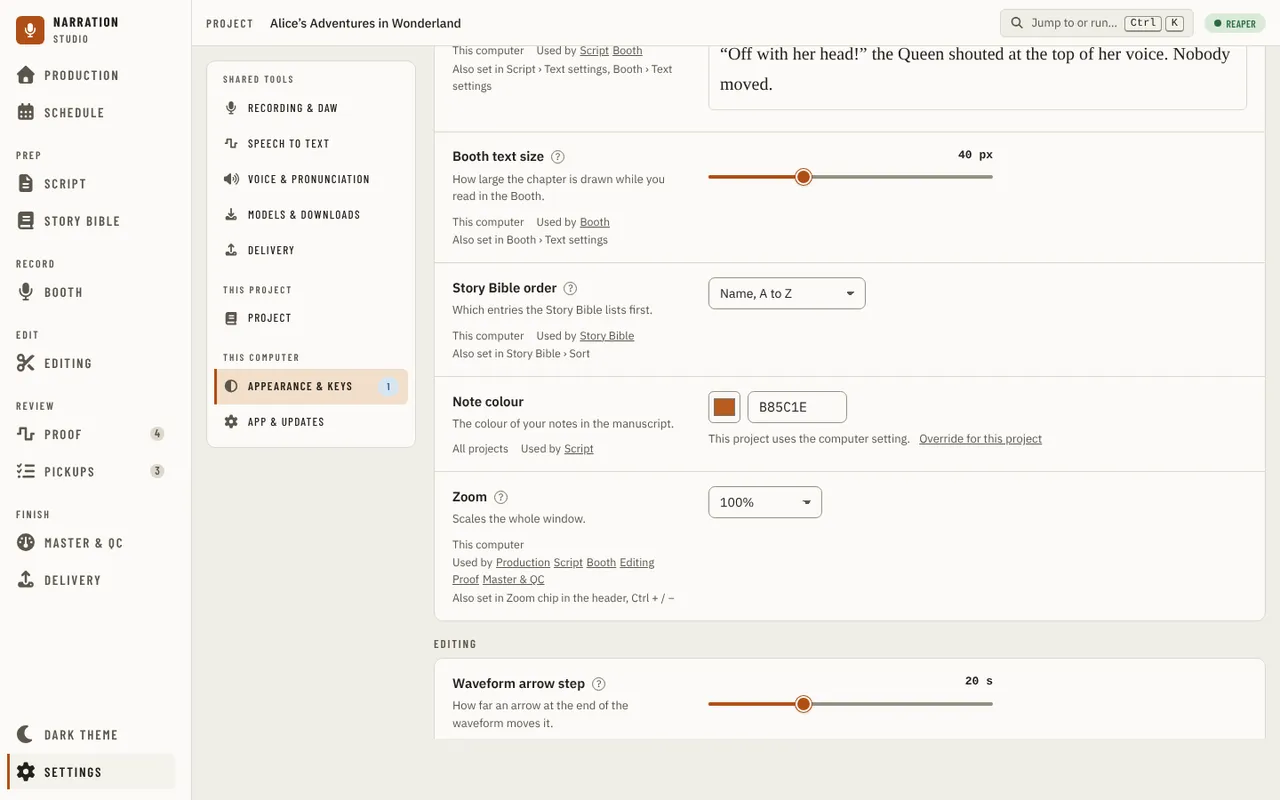 NARRATION
STUDIO
PRODUCTION
SCHEDULE
PREP
SCRIPT
STORY BIBLE
RECORD
BOOTH
EDIT
EDITING
REVIEW
PROOF 4
PICKUPS 3
FINISH
MASTER & QC
DELIVERY
DARK THEME
SETTINGS
PROJECT Alice’s Adventures in Wonderland
Jump to or run… Ctrl K
REAPER
SHARED TOOLS
RECORDING & DAW
SPEECH TO TEXT
VOICE & PRONUNCIATION
MODELS & DOWNLOADS
DELIVERY
THIS PROJECT
PROJECT
THIS COMPUTER
APPEARANCE & KEYS 1
APP & UPDATES
This computer Used by Script Booth
Also set in Script › Text settings, Booth › Text
settings
“Off with her head!” the Queen shouted at the top of her voice. Nobody
moved.
Booth text size ?
How large the chapter is drawn while you
read in the Booth.
This computer Used by Booth
Also set in Booth › Text settings
40 px
Story Bible order ?
Which entries the Story Bible lists first.
This computer Used by Story Bible
Also set in Story Bible › Sort
Name, A to Z
Note colour
The colour of your notes in the manuscript.
All projects Used by Script
B85C1E
This project uses the computer setting. Override for this project
Zoom ?
Scales the whole window.
This computer
Used by Production Script Booth Editing
Proof Master & QC
Also set in Zoom chip in the header, Ctrl + / −
100%
EDITING
Waveform arrow step ?
How far an arrow at the end of the
waveform moves it.
20 s